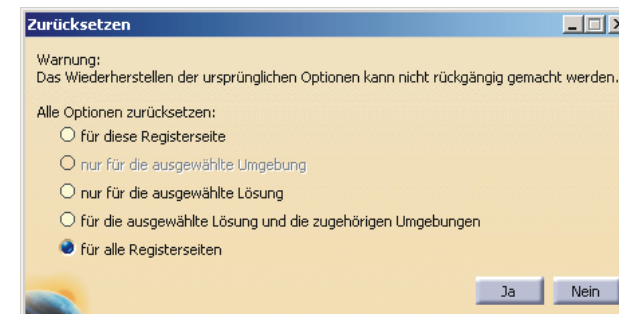 Zurücksetzen
Warnung:
Das Wiederherstellen der ursprünglichen Optionen kann nicht rückgängig gemacht werden.
Alle Optionen zurücksetzen:
für diese Registerseite
nur für die ausgewählte Umgebung
nur für die ausgewählte Lösung
für die ausgewählte Lösung und die zugehörigen Umgebungen
für alle Registerseiten
Ja Nein